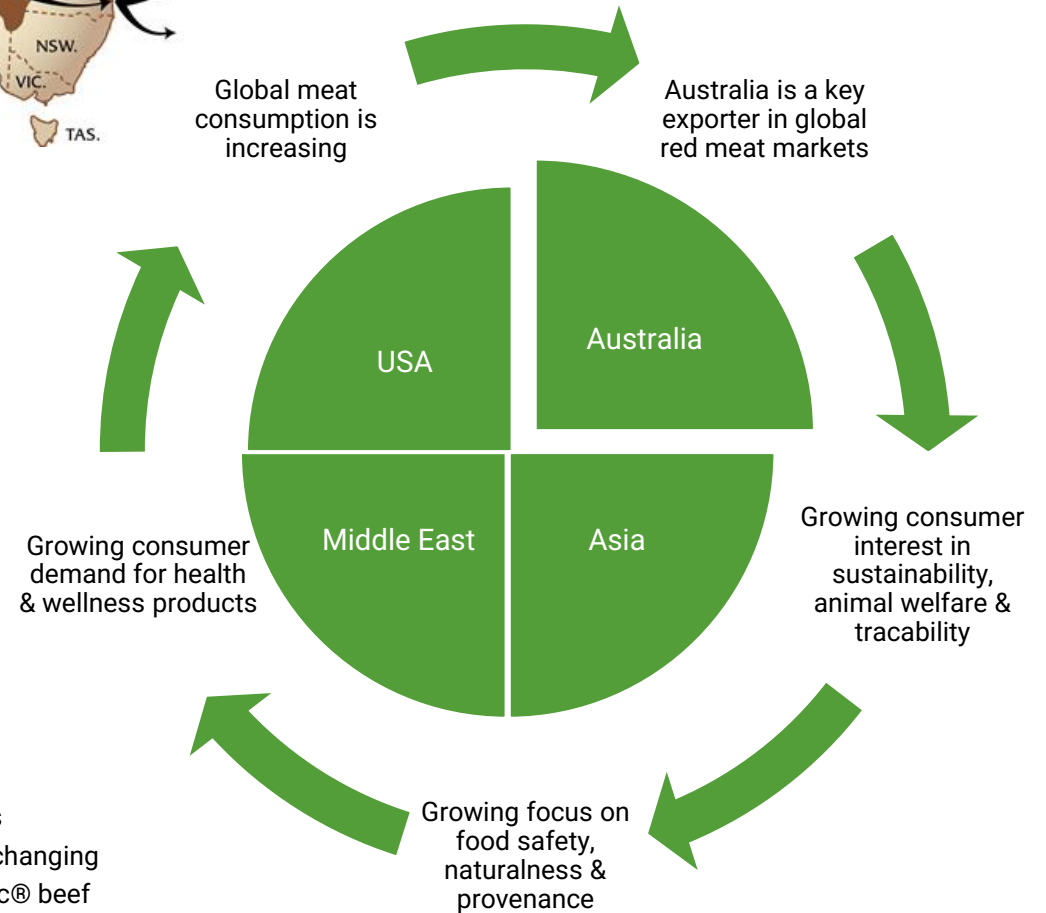 NSW.
VIC.
TAS.
Global meat
consumption is
increasing
Australia is a key
exporter in global
red meat markets
USA
Australia
Middle East
Asia
Growing consumer
demand for health
& wellness products
Growing consumer
interest in
sustainability,
animal welfare &
tracability
Growing focus on
food safety,
naturalness &
provenance
changing
beef